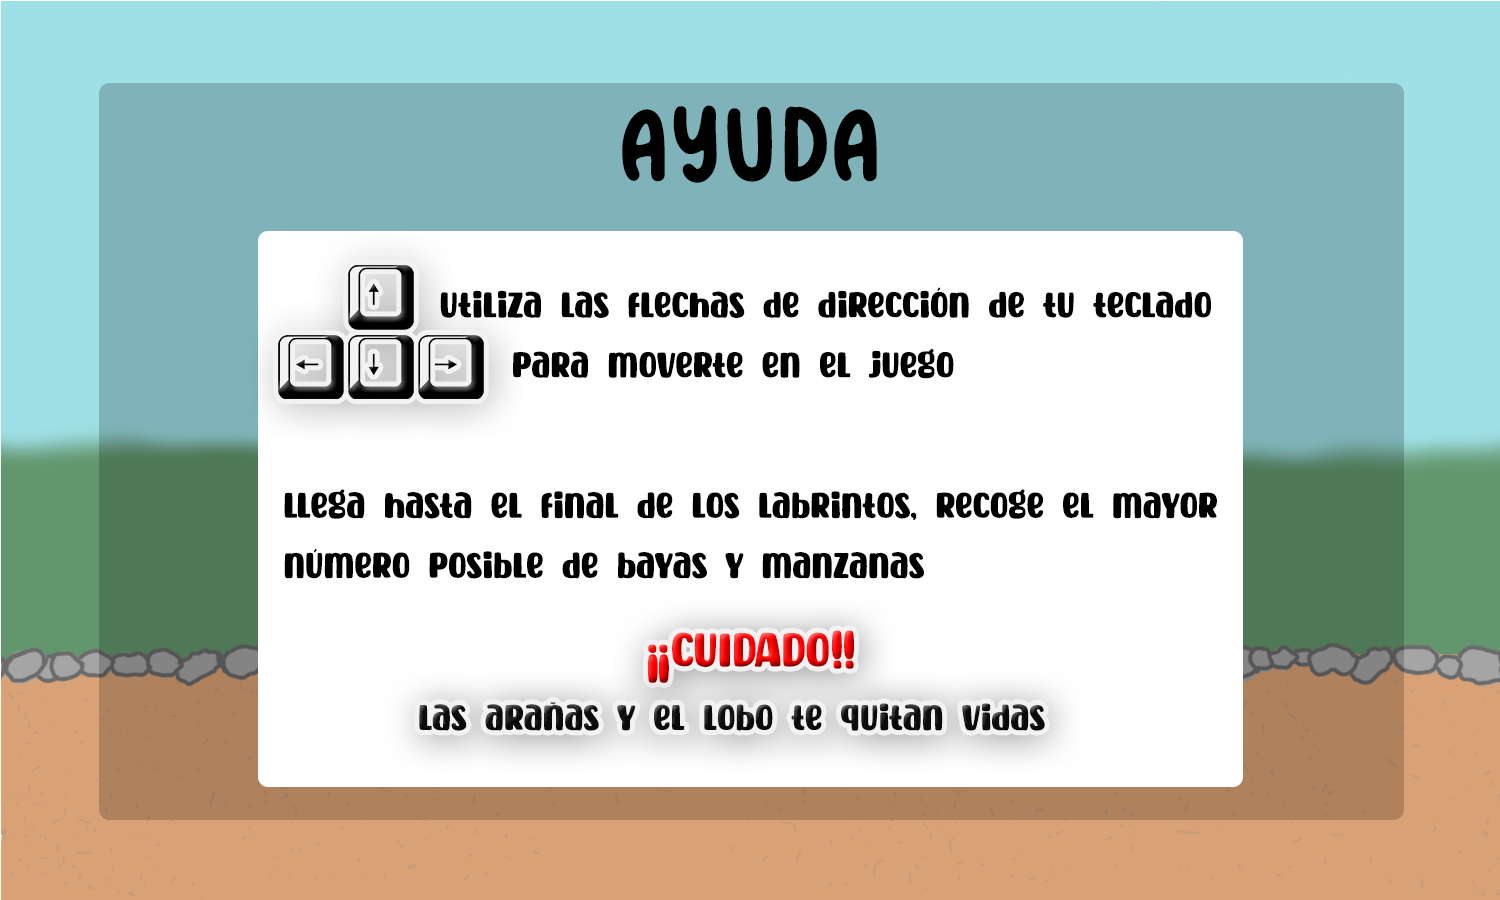 AYUDA
↑
Utiliza las flechas de dirección de tu teclado
← ↓ →
para moverte en el juego
Llega hasta el final de los labrintos, recoge el mayor
número posible de bayas y manzanas
¡¡CUIDADO!!
Las arañas y el lobo te quitan vidas